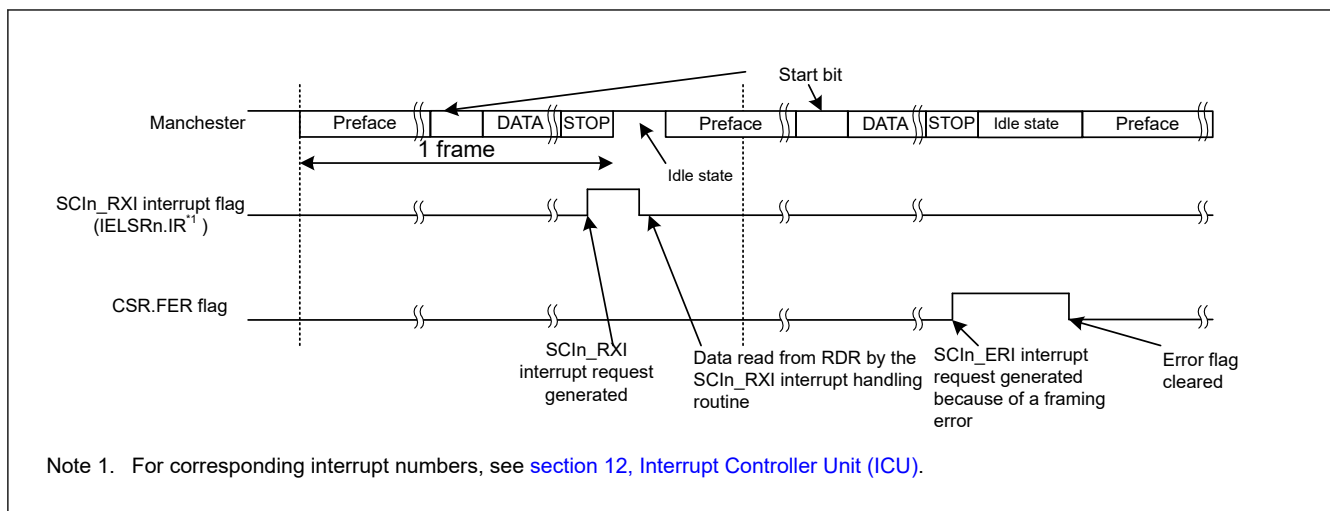 Start bit
Manchester
Preface
DATA
STOP
Preface
DATA
STOP
Idle state
Preface
1 frame
Idle state
SCIn_RXI interrupt flag
(IELSRn.IR*1 )
CSR.FER flag
SCIn_RXI
interrupt request
generated
Data read from RDR by the
SCIn_RXI interrupt handling
routine
SCIn_ERI interrupt
request generated
because of a framing
error
Error flag
cleared
Note 1. For corresponding interrupt numbers, see section 12, Interrupt Controller Unit (ICU).